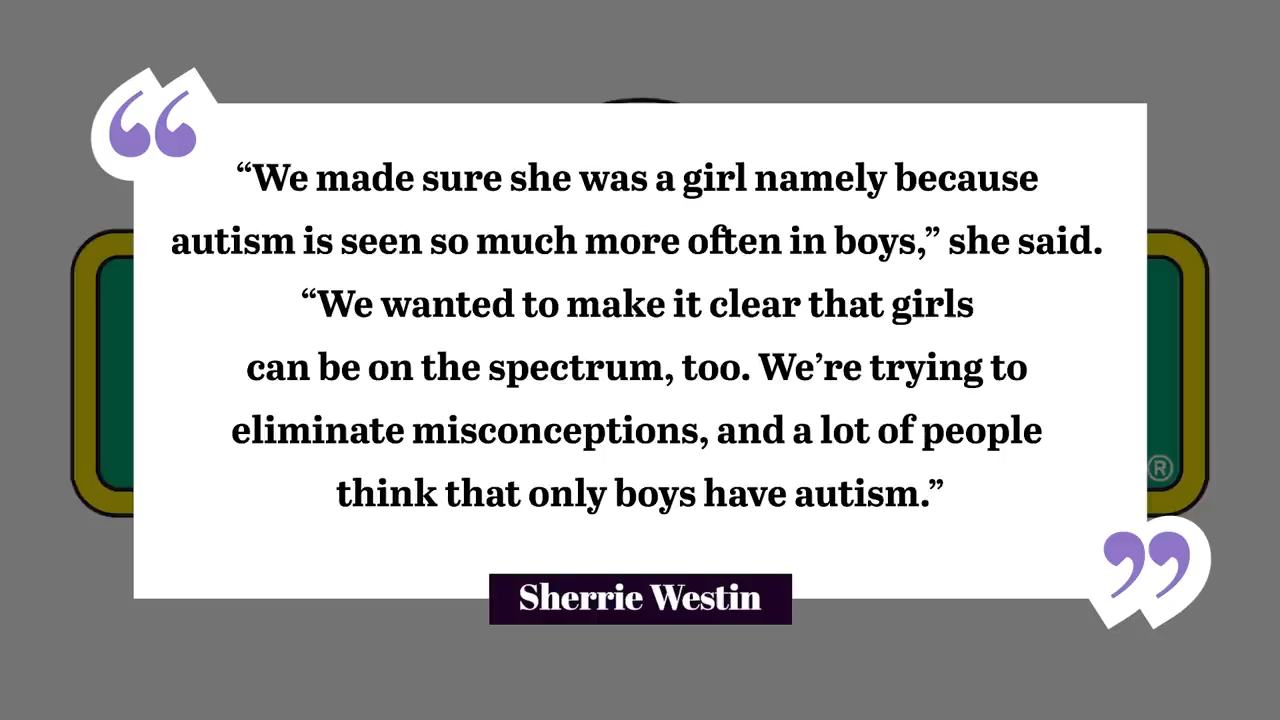 “We made sure she was a girl namely because
autism is seen so much more often in boys,” she said.
“We wanted to make it clear that girls
can be on the spectrum, too. We’re trying to
eliminate misconceptions, and a lot of people
think that only boys have autism.”
®
Sherrie Westin